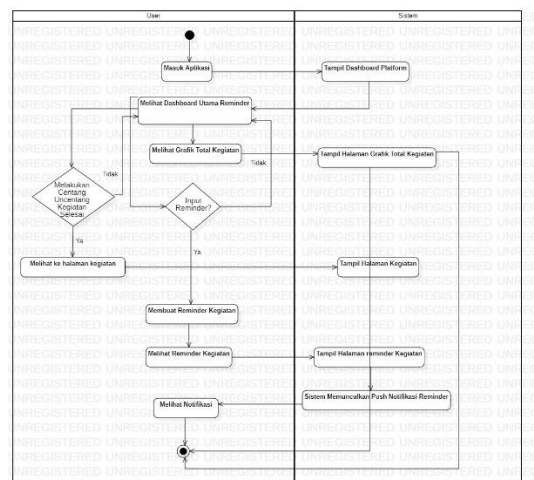 User
Sistem
Masuk Aplikasi
Tampil Dashboard Platform
Melihat Dashboard Utama Reminder
Melihat Grafik Total Kegiatan
Tampil Halaman Grafik Total Kegiatan
Tidak
Tidak
Melakukan
Centang
Uncentang
Kegiatan
Selesai
Input
Reminder?
Ya
Ya
Melihat ke halaman kegiatan
Tampil Halaman Kegiatan
Membuat Reminder Kegiatan
Melihat Reminder Kegiatan
Tampil Halaman reminder Kegiatan
Sistem Memunculkan Push Notifikasi Reminder
Melihat Notifikasi
UNREGISTERED